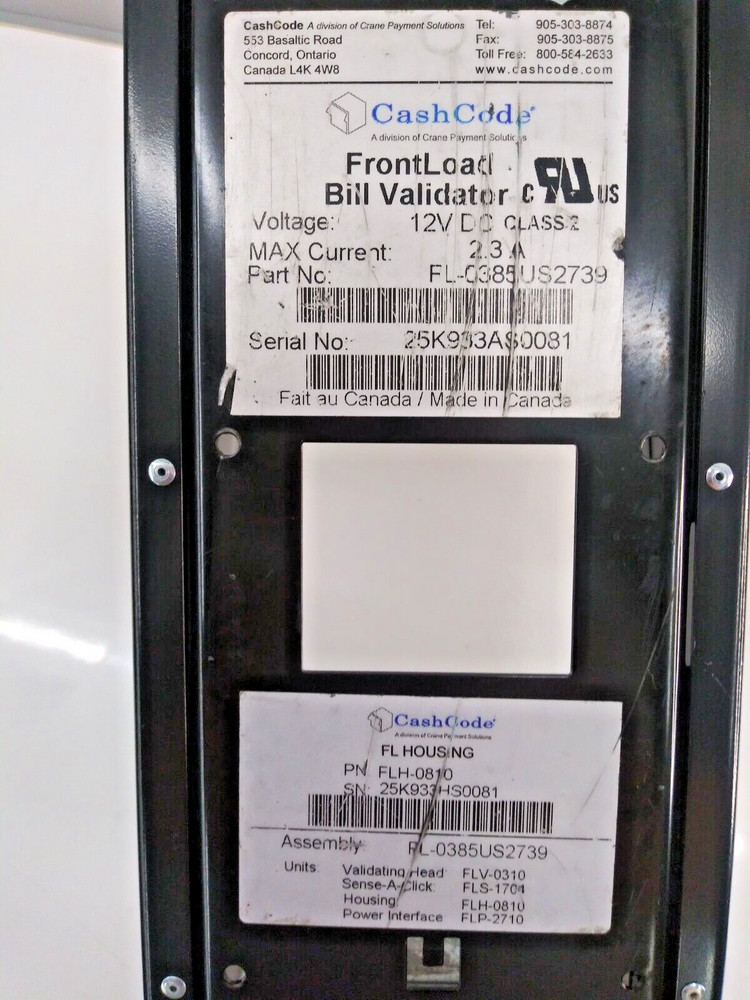 CashCode A division of Crane Payment Solutions Tel: 905-303-8874
553 Basaltic Road Fax: 905-303-8875
Concord, Ontario Toll Free: 800-584-2633
Canada L4K 4W8 www.cashcode.com
CashCode
A division of Crane Payment Solutions
FrontLoad
Bill Validator C RU US
Voltage: 12V DC CLASS 2
MAX Current: 2.3 A
Part No: FL-0385US2739
Serial No: 25K933AS0081
Fait au Canada / Made in Canada
CashCode
A division of Crane Payment Solutions
FL HOUSING
PN FLH-0810
SN: 25K933HS0081
Assembly FL-0385US2739
Units: Validating Head FLV-0310
Sense-A-Click: FLS-1704
Housing: FLH-0810
Power Interface FLP-2710